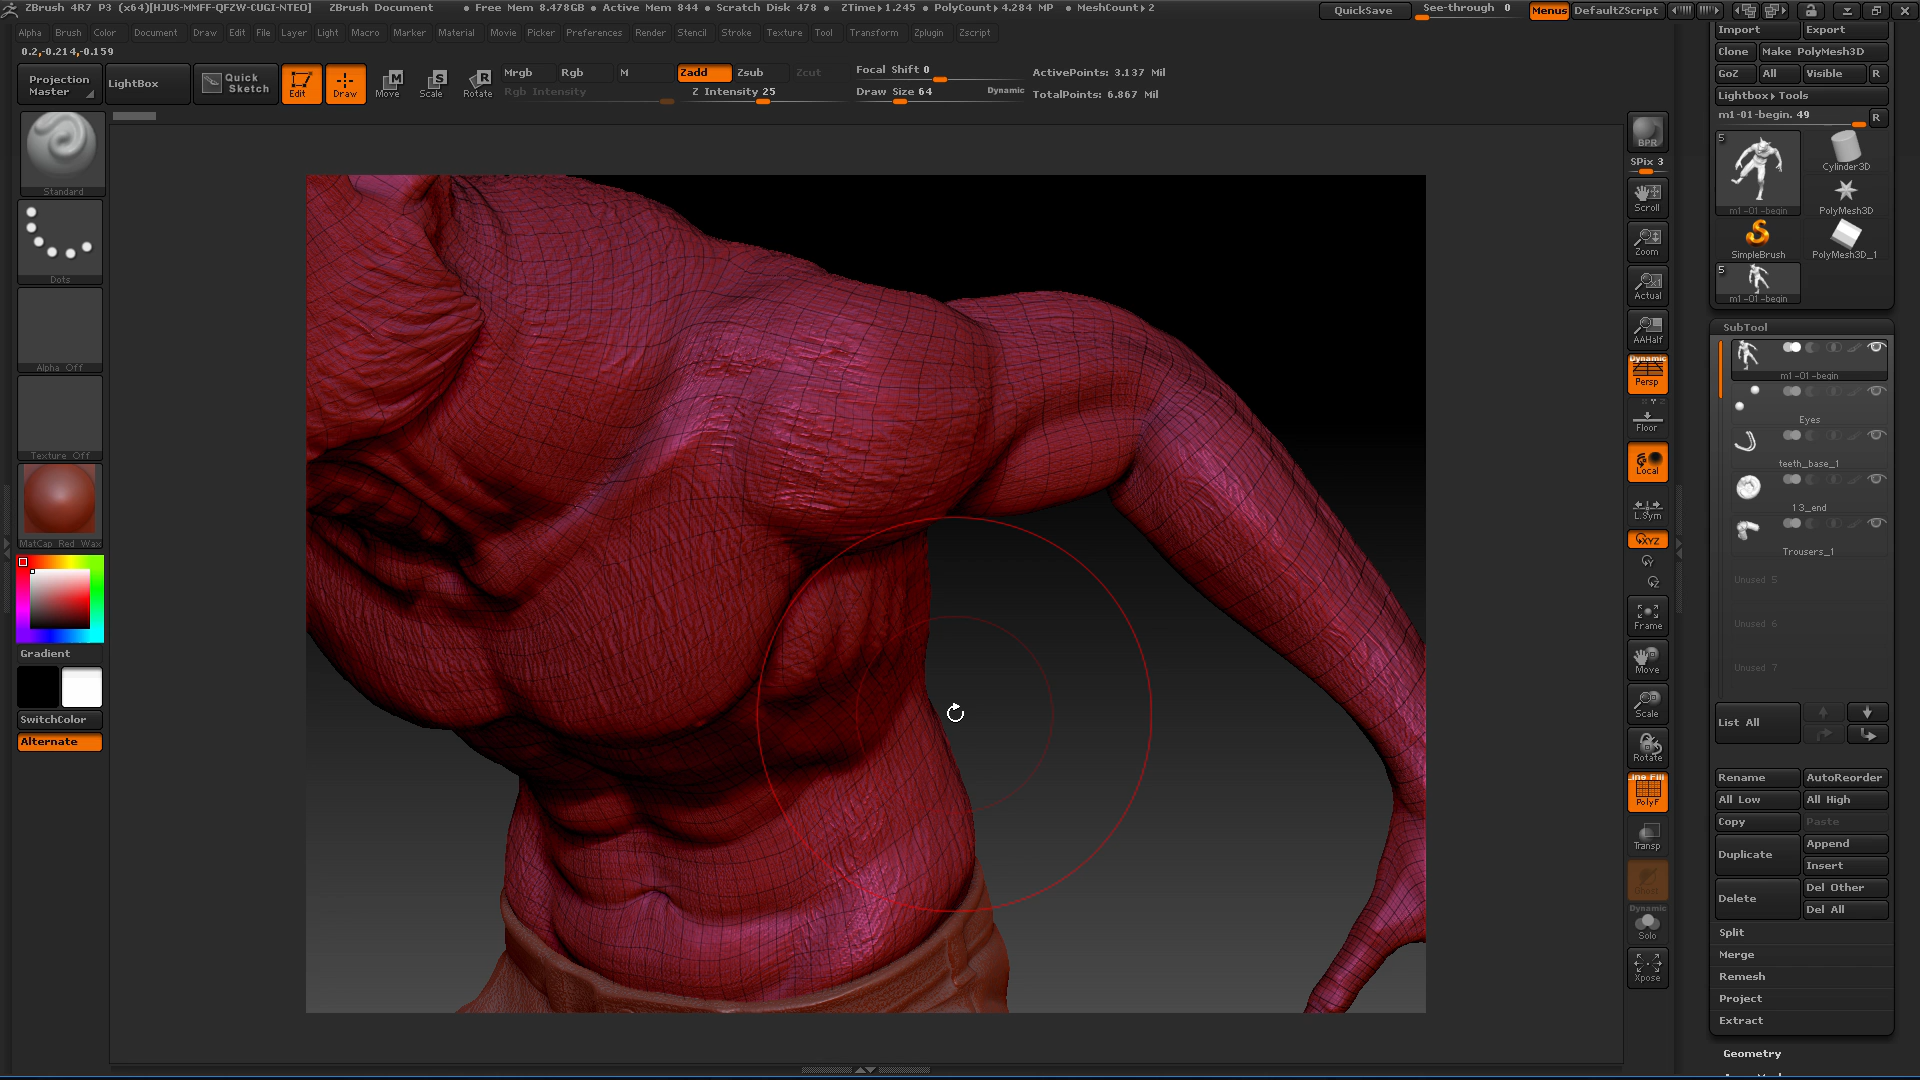 ZBrush 4R7 P3 (x64)[HJUS-MMFF-QFZW-CUGI-NTEO] ZBrush Document • Free Mem 8.478GB • Active Mem 844 • Scratch Disk 478 • ZTime▸1.245 • PolyCount▸4.284 MP • MeshCount▸2 QuickSave See-through 0 Menus DefaultZScript
Alpha Brush Color Document Draw Edit File Layer Light Macro Marker Material Movie Picker Preferences Render Stencil Stroke Texture Tool Transform Zplugin Zscript
0.2,-0.214,-0.159
Projection Master
LightBox
Quick Sketch
Edit
Draw
Move
Scale
Rotate
Mrgb Rgb M
Rgb Intensity
Zadd Zsub Zcut
Z Intensity 25
Focal Shift 0
Draw Size 64
Dynamic
ActivePoints: 3.137 Mil
TotalPoints: 6.867 Mil
Standard
Dots
Alpha Off
Texture Off
MatCap Red Wax
Gradient
SwitchColor
Alternate
BPR
SPix 3
Scroll
Zoom
Actual
AAHalf
Dynamic
Persp
Floor
Local
L.Sym
XYZ
Y
Z
Frame
Move
Scale
Rotate
Line Fill
PolyF
Transp
Ghost
Dynamic
Solo
Xpose
Import Export
Clone Make PolyMesh3D
GoZ All Visible R
Lightbox▸Tools
m1-01-begin. 49 R
5
m1-01-begin
Cylinder3D
PolyMesh3D
SimpleBrush
PolyMesh3D_1
5
m1-01-begin
SubTool
m1-01-begin
Eyes
teeth_base_1
13_end
Trousers_1
Unused 5
Unused 6
Unused 7
List All
Rename AutoReorder
All Low All High
Copy Paste
Duplicate Append
Insert
Delete Del Other
Del All
Split
Merge
Remesh
Project
Extract
Geometry